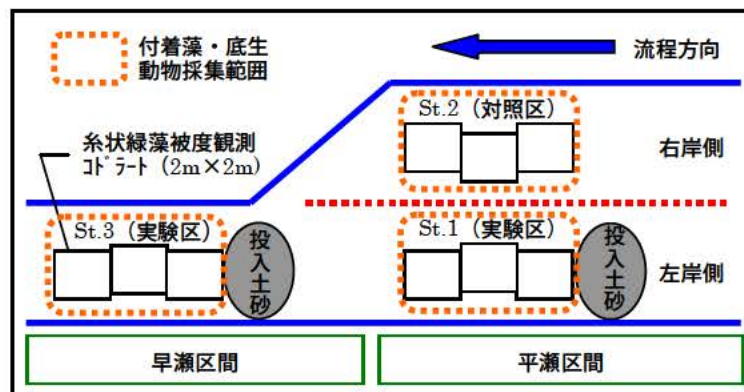 付着藻・底生
動物採集範囲
流程方向
糸状緑藻被度観測
ｺﾄﾞﾗｰﾄ（2m×2m）
St.2（対照区）
右岸側
St.3（実験区）
投入土砂
St.1（実験区）
投入土砂
左岸側
早瀬区間
平瀬区間